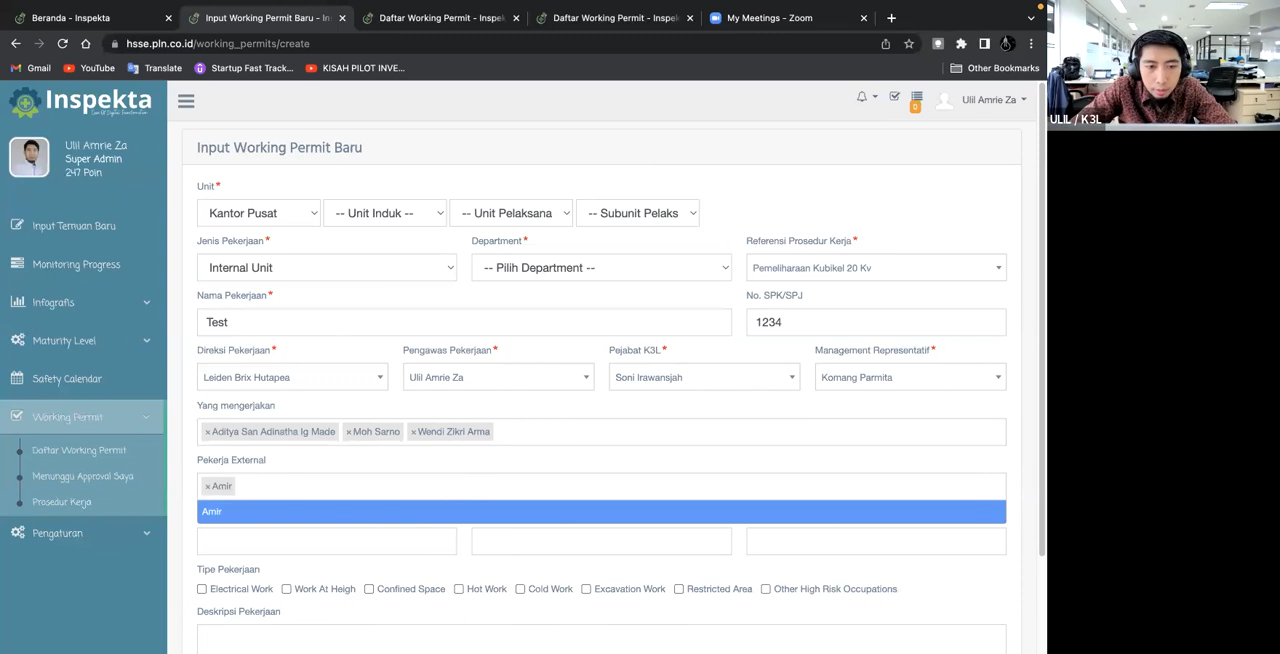 Beranda - Inspekta
Input Working Permit Baru - In
Daftar Working Permit - Inspek
Daftar Working Permit - Inspek
My Meetings - Zoom
hsse.pln.co.id/working_permits/create
Gmail
YouTube
Translate
Startup Fast Track...
KISAH PILOT LIVE...
Other Bookmarks
Inspekta
Ulil Amrie Za
Super Admin
247 Poin
Input Temuan Baru
Monitoring Progress
Infografis
Maturity Level
Safety Calendar
Working Permit
Daftar Working Permit
Menunggu Approval Saya
Prosedur Kerja
Pengaturan
0
Ulil Amrie Za
Input Working Permit Baru
Unit*
Kantor Pusat
-- Unit Induk --
-- Unit Pelaksana
-- Subunit Pelaks
Jenis Pekerjaan*
Department*
Referensi Prosedur Kerja*
Internal Unit
-- Pilih Department --
Pemeliharaan Kubikel 20 Kv
Nama Pekerjaan*
No. SPK/SPJ
Test
1234
Direksi Pekerjaan*
Pengawas Pekerjaan*
Pejabat K3L*
Management Representatif*
Leiden Brix Hutapea
Ulil Amrie Za
Soni Irawansjah
Komang Parmita
Yang mengerjakan
×Aditya San Adinatha Ig Made ×Moh Sarno ×Wendi Zikri Arma
Pekerja External
×Amir
Amir
Tipe Pekerjaan
Electrical Work Work At Heigh Confined Space Hot Work Cold Work Excavation Work Restricted Area Other High Risk Occupations
Deskripsi Pekerjaan
ULIL / K3L